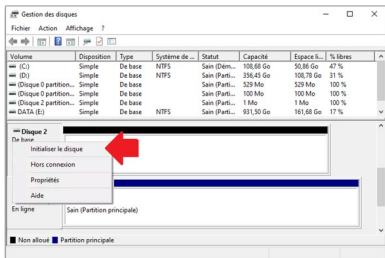 Gestion des disques
Fichier Action Affichage ?
Volume Disposition Type Système de ... Statut Capacité Espace li... % libres
(C:) Simple De base NTFS Sain (Dém... 108,68 Go 50,86 Go 47 %
(D:) Simple De base NTFS Sain (Parti... 356,45 Go 108,78 Go 31 %
(Disque 0 partition... Simple De base Sain (Parti... 529 Mo 529 Mo 100 %
(Disque 2 partition... Simple De base Sain (Parti... 100 Mo 100 Mo 100 %
(Disque 2 partition... Simple De base Sain (Parti... 1 Mo 1 Mo 100 %
DATA (E:) Simple De base NTFS Sain (Parti... 931,50 Go 161,68 Go 17 %
Disque 2
De base
Initialiser le disque
Hors connexion
Propriétés
Aide
En ligne
Sain (Partition principale)
Non alloué Partition principale